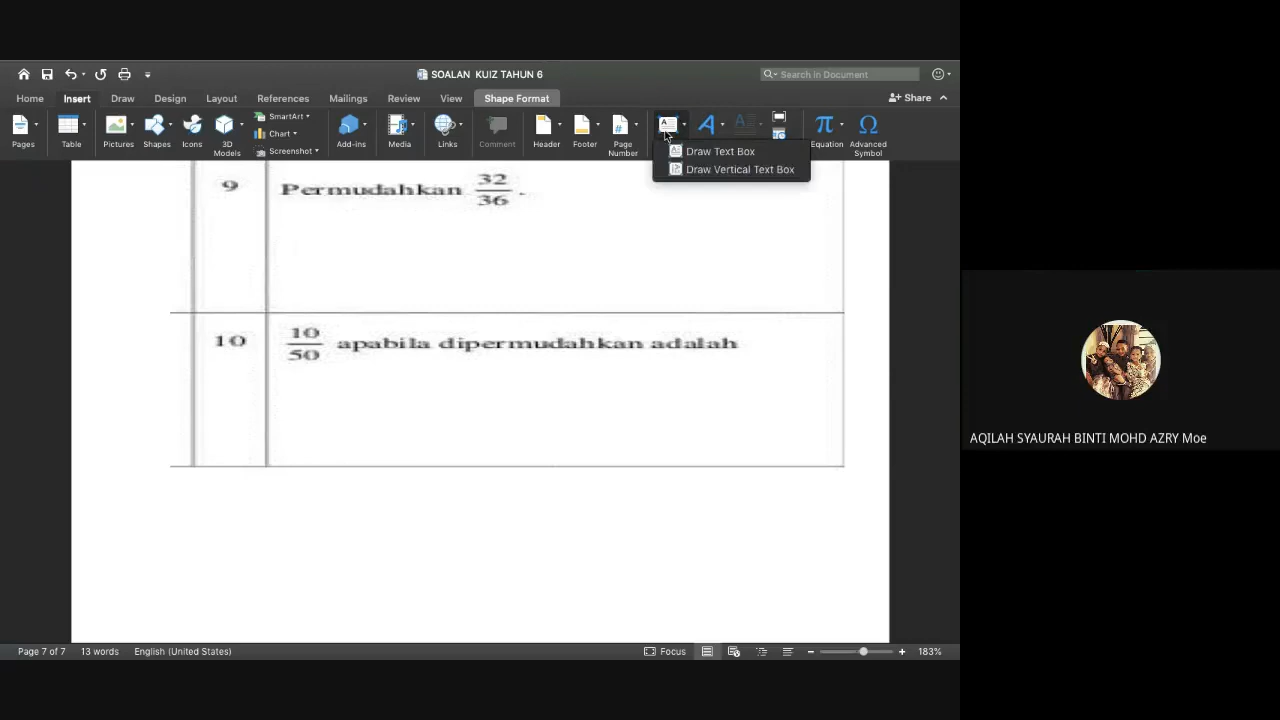 SOALAN KUIZ TAHUN 6
Search in Document
Home Insert Draw Design Layout References Mailings Review View Shape Format Share
Pages Table Pictures Shapes Icons 3D Models SmartArt Chart Screenshot Add-ins Media Links Comment Header Footer Page Number Equation Advanced Symbol
Draw Text Box
Draw Vertical Text Box
9 Permudahkan 32/36 .
10 10/50 apabila dipermudahkan adalah
AQILAH SYAURAH BINTI MOHD AZRY Moe
Page 7 of 7 13 words English (United States) Focus 183%